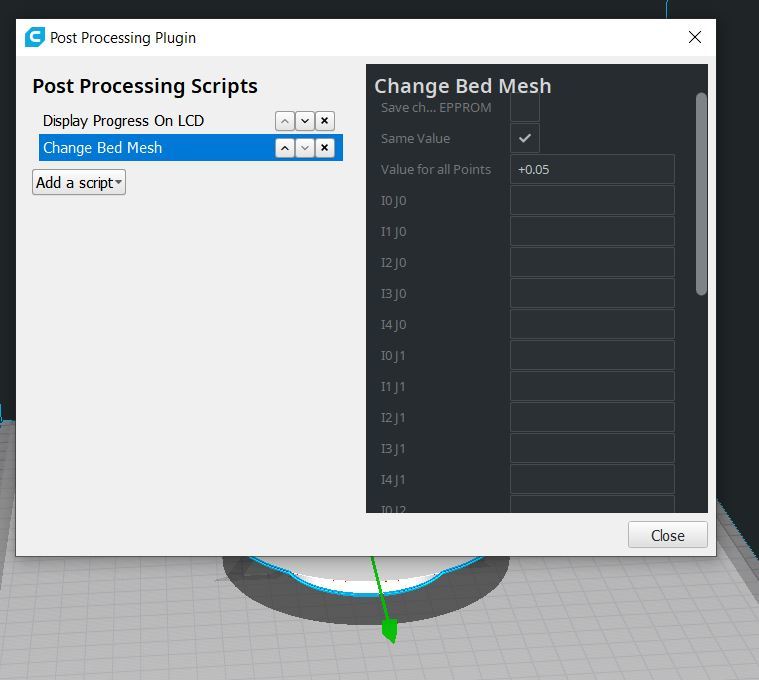 Post Processing Plugin
Post Processing Scripts
Display Progress On LCD
Change Bed Mesh
Add a script
Change Bed Mesh
Save ch... EPPROM
Same Value
Value for all Points +0.05
I0 J0
I1 J0
I2 J0
I3 J0
I4 J0
I0 J1
I1 J1
I2 J1
I3 J1
I4 J1
I0 J2
Close